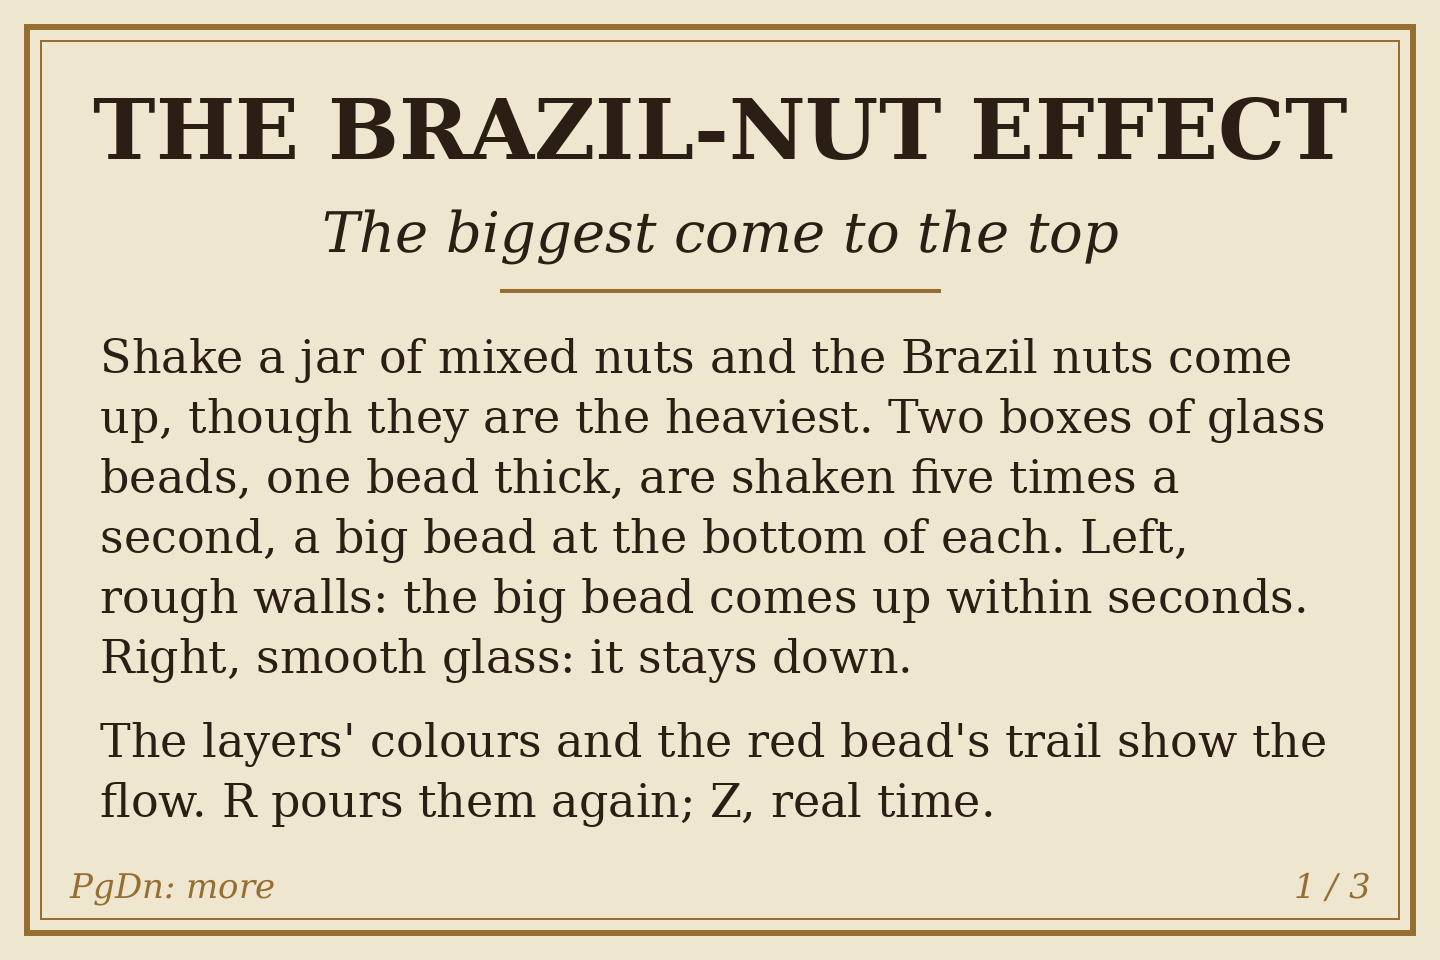 THE BRAZIL-NUT EFFECT
The biggest come to the top
Shake a jar of mixed nuts and the Brazil nuts come
up, though they are the heaviest. Two boxes of glass
beads, one bead thick, are shaken five times a
second, a big bead at the bottom of each. Left,
rough walls: the big bead comes up within seconds.
Right, smooth glass: it stays down.
The layers' colours and the red bead's trail show the
flow. R pours them again; Z, real time.
PgDn: more
1 / 3